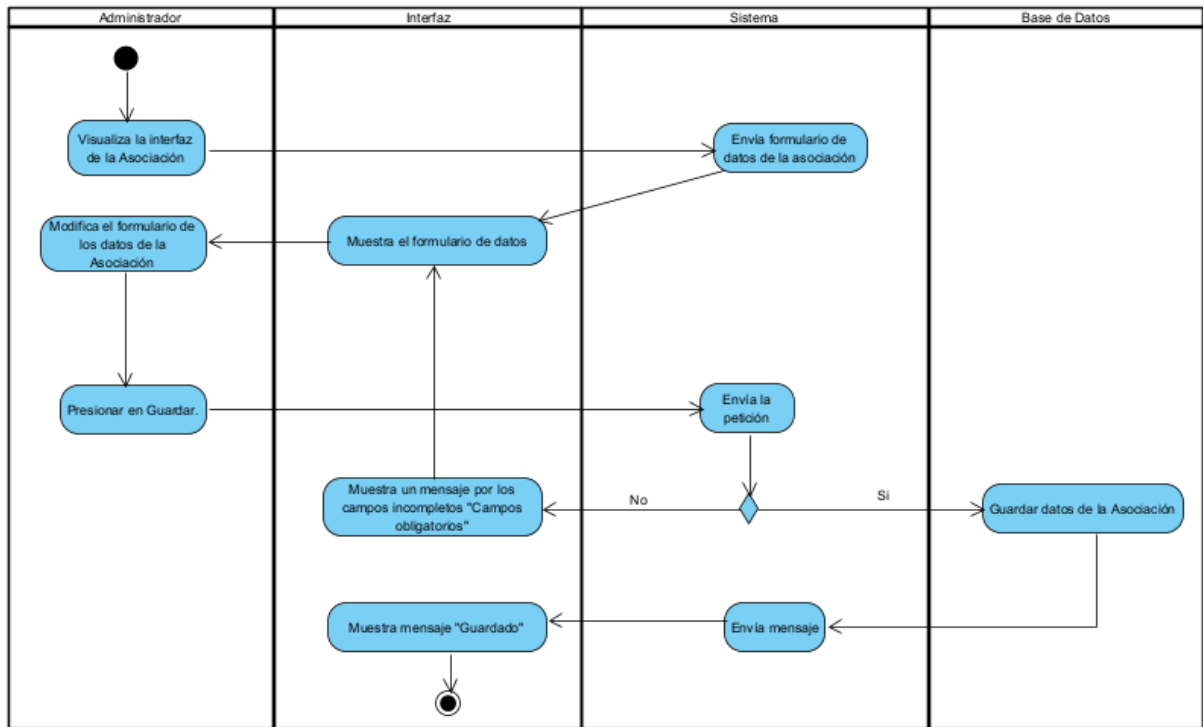 Administrador
Interfaz
Sistema
Base de Datos
Visualiza la interfaz
de la Asociación
Envía formulario de
datos de la asociación
Modifica el formulario de
los datos de la
Asociación
Muestra el formulario de datos
Presionar en Guardar.
Envía la
petición
Muestra un mensaje por los
campos incompletos "Campos
obligatorios"
No
Si
Guardar datos de la Asociación
Muestra mensaje "Guardado"
Envía mensaje